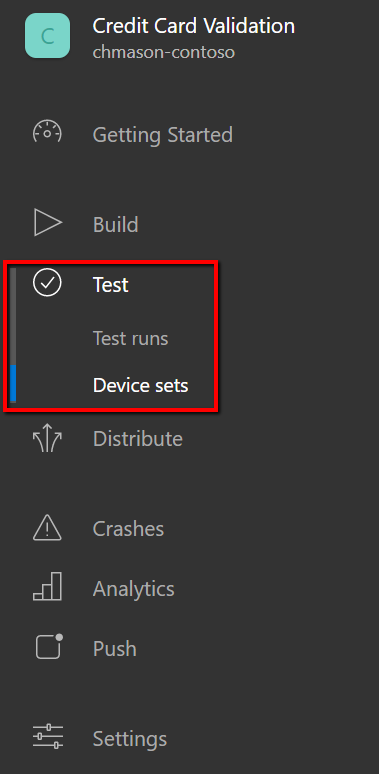 C
Credit Card Validation
chmason-contoso
Getting Started
Build
Test
Test runs
Device sets
Distribute
Crashes
Analytics
Push
Settings